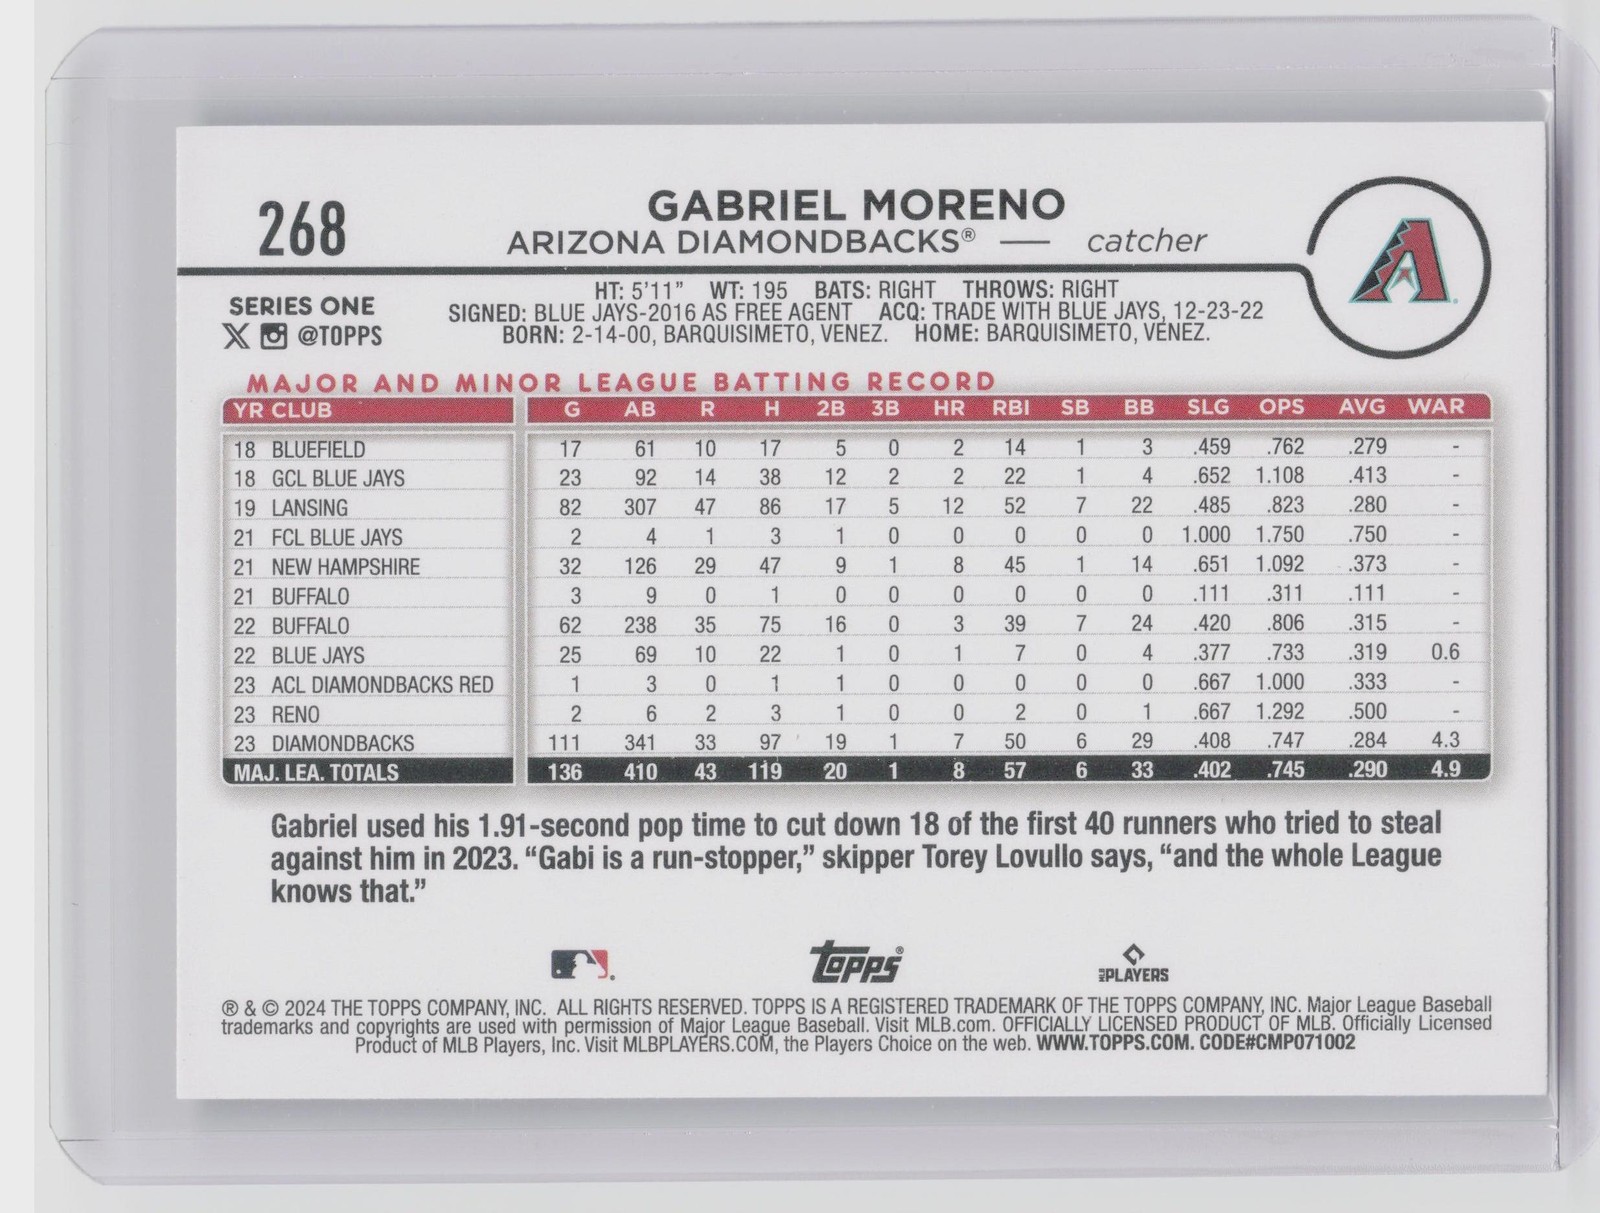 268
GABRIEL MORENO
ARIZONA DIAMONDBACKS® — catcher
SERIES ONE
@TOPPS
HT: 5'11" WT: 195 BATS: RIGHT THROWS: RIGHT
SIGNED: BLUE JAYS-2016 AS FREE AGENT ACQ: TRADE WITH BLUE JAYS, 12-23-22
BORN: 2-14-00, BARQUISIMETO, VENEZ. HOME: BARQUISIMETO, VENEZ.
MAJOR AND MINOR LEAGUE BATTING RECORD
YR CLUB G AB R H 2B 3B HR RBI SB BB SLG OPS AVG WAR
18 BLUEFIELD 17 61 10 17 5 0 2 14 1 3 .459 .762 .279 -
18 GCL BLUE JAYS 23 92 14 38 12 2 2 22 1 4 .652 1.108 .413 -
19 LANSING 82 307 47 86 17 5 12 52 7 22 .485 .823 .280 -
21 FCL BLUE JAYS 2 4 1 3 1 0 0 0 0 0 1.000 1.750 .750 -
21 NEW HAMPSHIRE 32 126 29 47 9 1 8 45 1 14 .651 1.092 .373 -
21 BUFFALO 3 9 0 1 0 0 0 0 0 0 .111 .311 .111 -
22 BUFFALO 62 238 35 75 16 0 3 39 7 24 .420 .806 .315 -
22 BLUE JAYS 25 69 10 22 1 0 1 7 0 4 .377 .733 .319 0.6
23 ACL DIAMONDBACKS RED 1 3 0 1 1 0 0 0 0 0 .667 1.000 .333 -
23 RENO 2 6 2 3 1 0 0 2 0 1 .667 1.292 .500 -
23 DIAMONDBACKS 111 341 33 97 19 1 7 50 6 29 .408 .747 .284 4.3
MAJ. LEA. TOTALS 136 410 43 119 20 1 8 57 6 33 .402 .745 .290 4.9
Gabriel used his 1.91-second pop time to cut down 18 of the first 40 runners who tried to steal
against him in 2023. “Gabi is a run-stopper,” skipper Torey Lovullo says, “and the whole League
knows that.”
Topps®
MLB PLAYERS
® & © 2024 THE TOPPS COMPANY, INC. ALL RIGHTS RESERVED. TOPPS IS A REGISTERED TRADEMARK OF THE TOPPS COMPANY, INC. Major League Baseball
trademarks and copyrights are used with permission of Major League Baseball. Visit MLB.com. OFFICIALLY LICENSED PRODUCT OF MLB. Officially Licensed
Product of MLB Players, Inc. Visit MLBPLAYERS.COM, the Players Choice on the web. WWW.TOPPS.COM. CODE#CMP071002